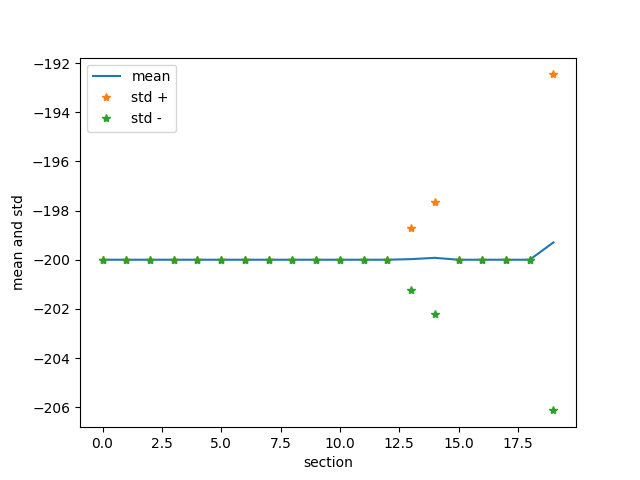 mean
std +
std -
−192
−194
−196
−198
−200
−202
−204
−206
mean and std
0.0 2.5 5.0 7.5 10.0 12.5 15.0 17.5
section